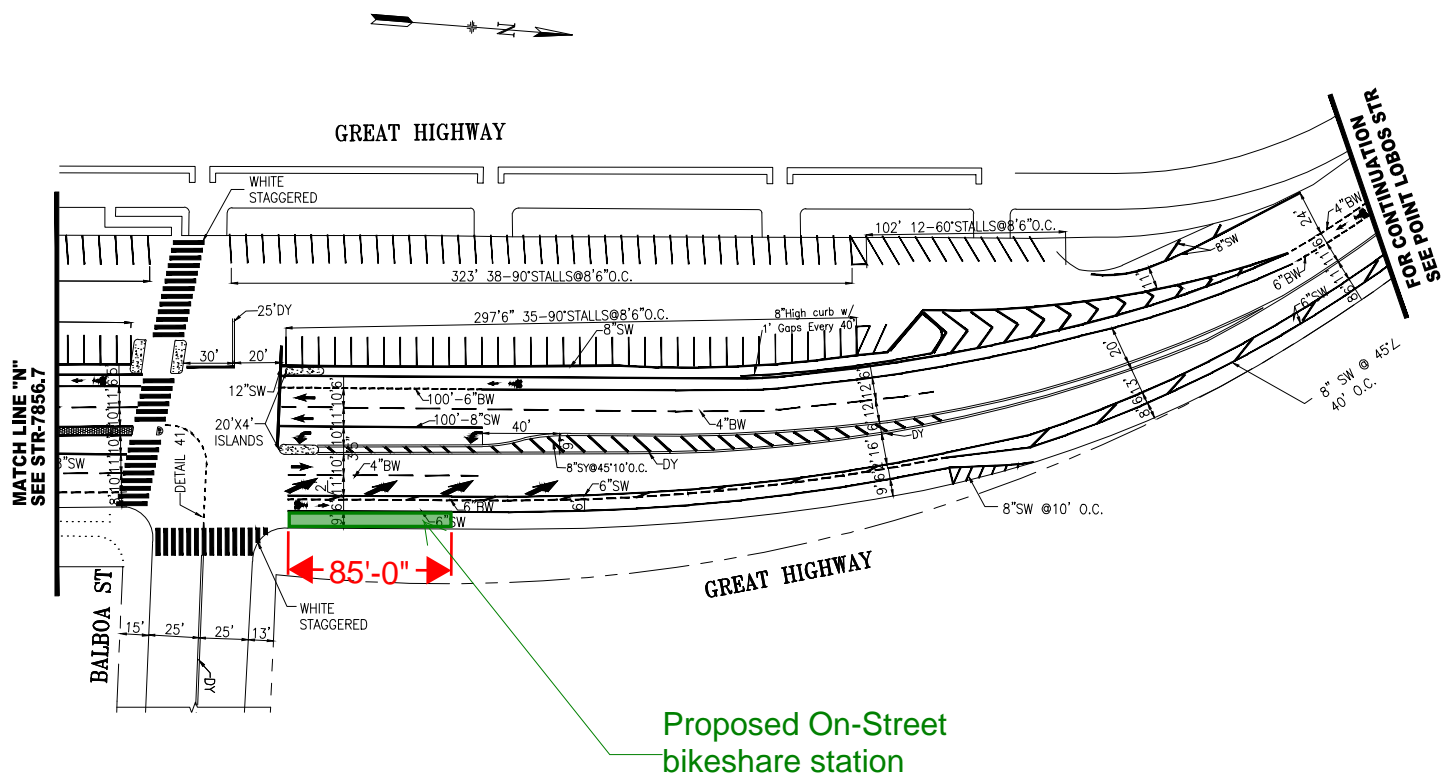 N
GREAT HIGHWAY
WHITE
STAGGERED
102' 12-60°STALLS@8'6"O.C.
323' 38-90°STALLS@8'6"O.C.
25'DY
297'6" 35-90°STALLS@8'6"O.C.
8"SW
8"High curb w/
1' Gaps Every 40'
30'
20'
12"SW
100'-6"BW
20'X4'
ISLANDS
100'-8"SW
4"BW
40'
DY
4"BW
8"SY@45°10'O.C.
DY
6"SW
6"BW
6"SW
8"SW @10' O.C.
8"SW
24'
4"BW
6"BW
6"SW
11'
20'
13'
8" SW @ 45°
40' O.C.
FOR CONTINUATION
SEE POINT LOBOS STR
MATCH LINE "N"
SEE STR-7856.7
DETAIL 41
85'-0"
GREAT HIGHWAY
WHITE
STAGGERED
BALBOA ST
15'
25'
25'
13'
DY
Proposed On-Street
bikeshare station